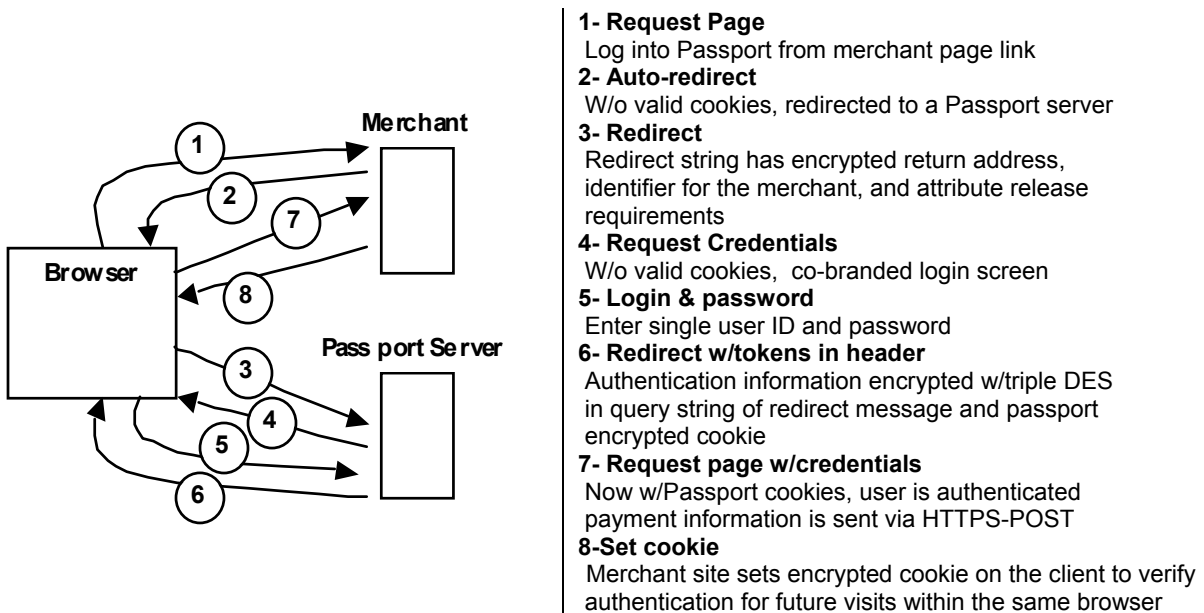 Merchant
1
2
7
Browser
8
Passport Server
3
4
5
6
1- Request Page
Log into Passport from merchant page link
2- Auto-redirect
W/o valid cookies, redirected to a Passport server
3- Redirect
Redirect string has encrypted return address,
identifier for the merchant, and attribute release
requirements
4- Request Credentials
W/o valid cookies, co-branded login screen
5- Login & password
Enter single user ID and password
6- Redirect w/tokens in header
Authentication information encrypted w/triple DES
in query string of redirect message and passport
encrypted cookie
7- Request page w/credentials
Now w/Passport cookies, user is authenticated
payment information is sent via HTTPS-POST
8-Set cookie
Merchant site sets encrypted cookie on the client to verify
authentication for future visits within the same browser